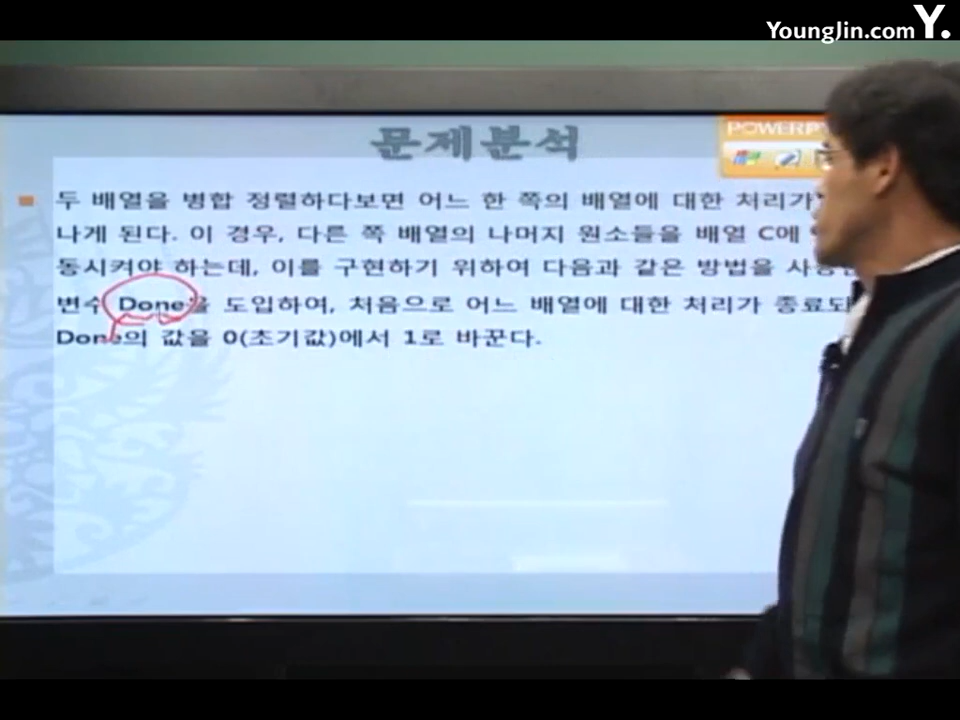 YoungJin.com Y.
문제분석
두 배열을 병합 정렬하다보면 어느 한 쪽의 배열에 대한 처리가
나게 된다. 이 경우, 다른 쪽 배열의 나머지 원소들을 배열 C에
동시켜야 하는데, 이를 구현하기 위하여 다음과 같은 방법을
변수 Done을 도입하여, 처음으로 어느 배열에 대한 처리가
Done의 값을 0(초기값)에서 1로 바꾼다.